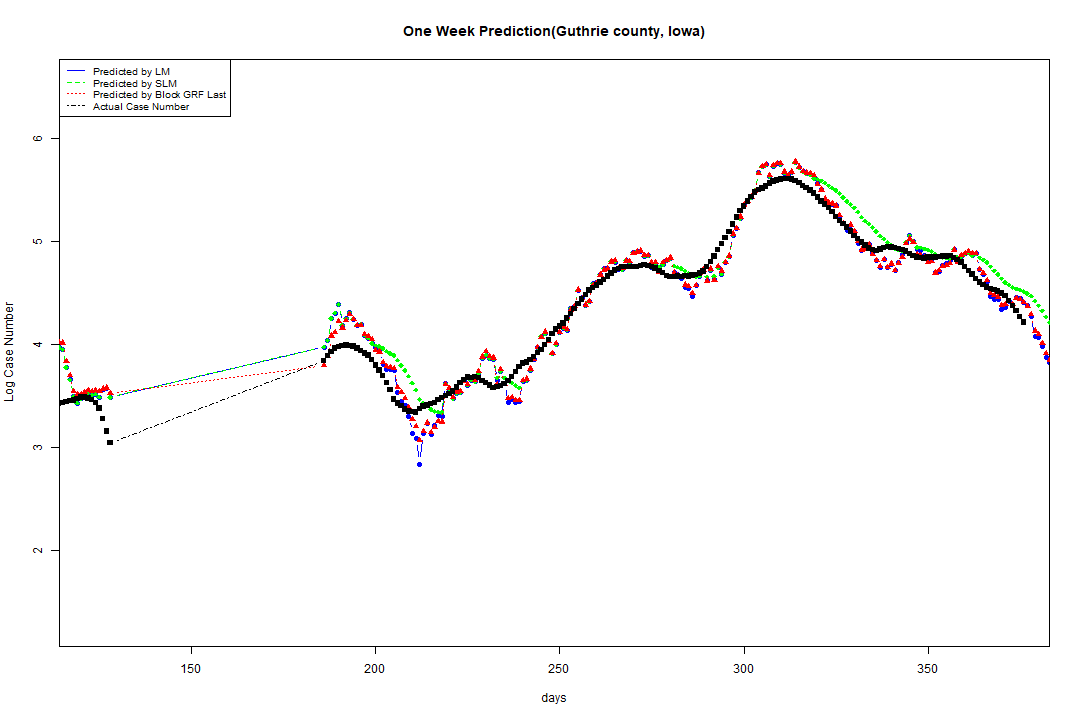 One Week Prediction(Guthrie county, Iowa)
Predicted by LM
Predicted by SLM
Predicted by Block GRF Last
Actual Case Number
6
5
4
3
2
Log Case Number
150 200 250 300 350
days